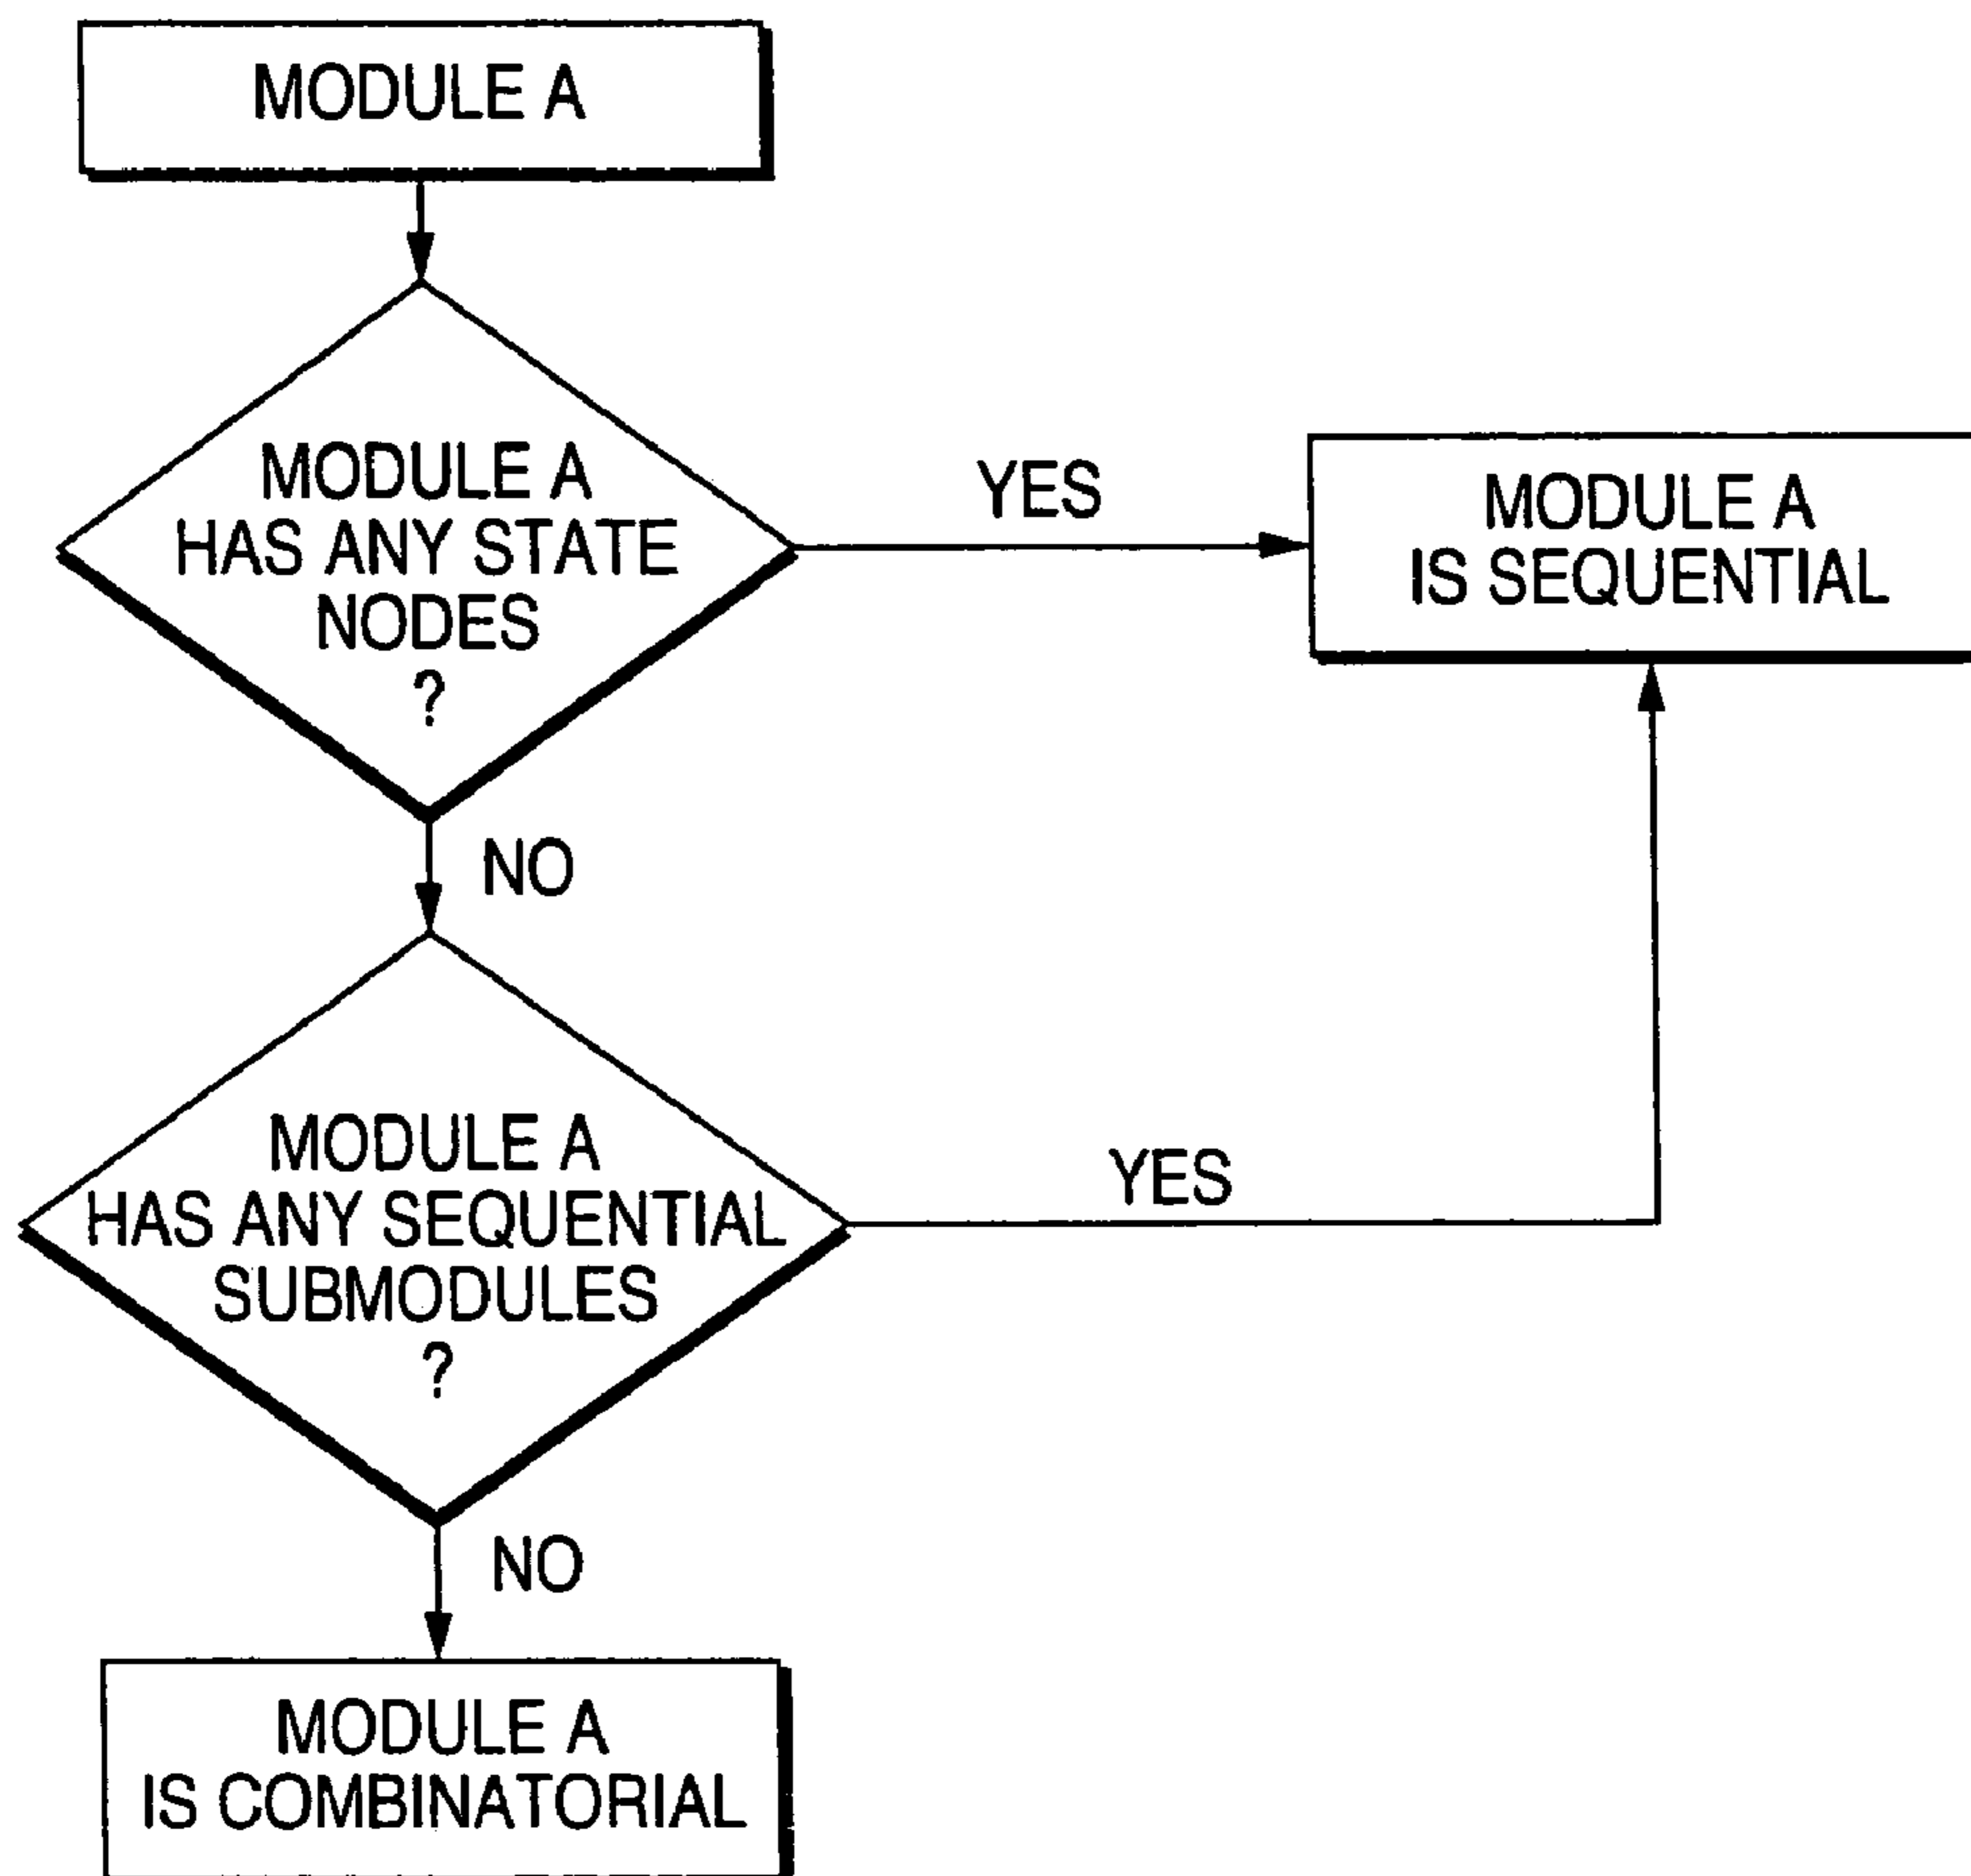 MODULE A
MODULE A
HAS ANY STATE
NODES
?
YES
MODULE A
IS SEQUENTIAL
NO
MODULE A
HAS ANY SEQUENTIAL
SUBMODULES
?
YES
NO
MODULE A
IS COMBINATORIAL